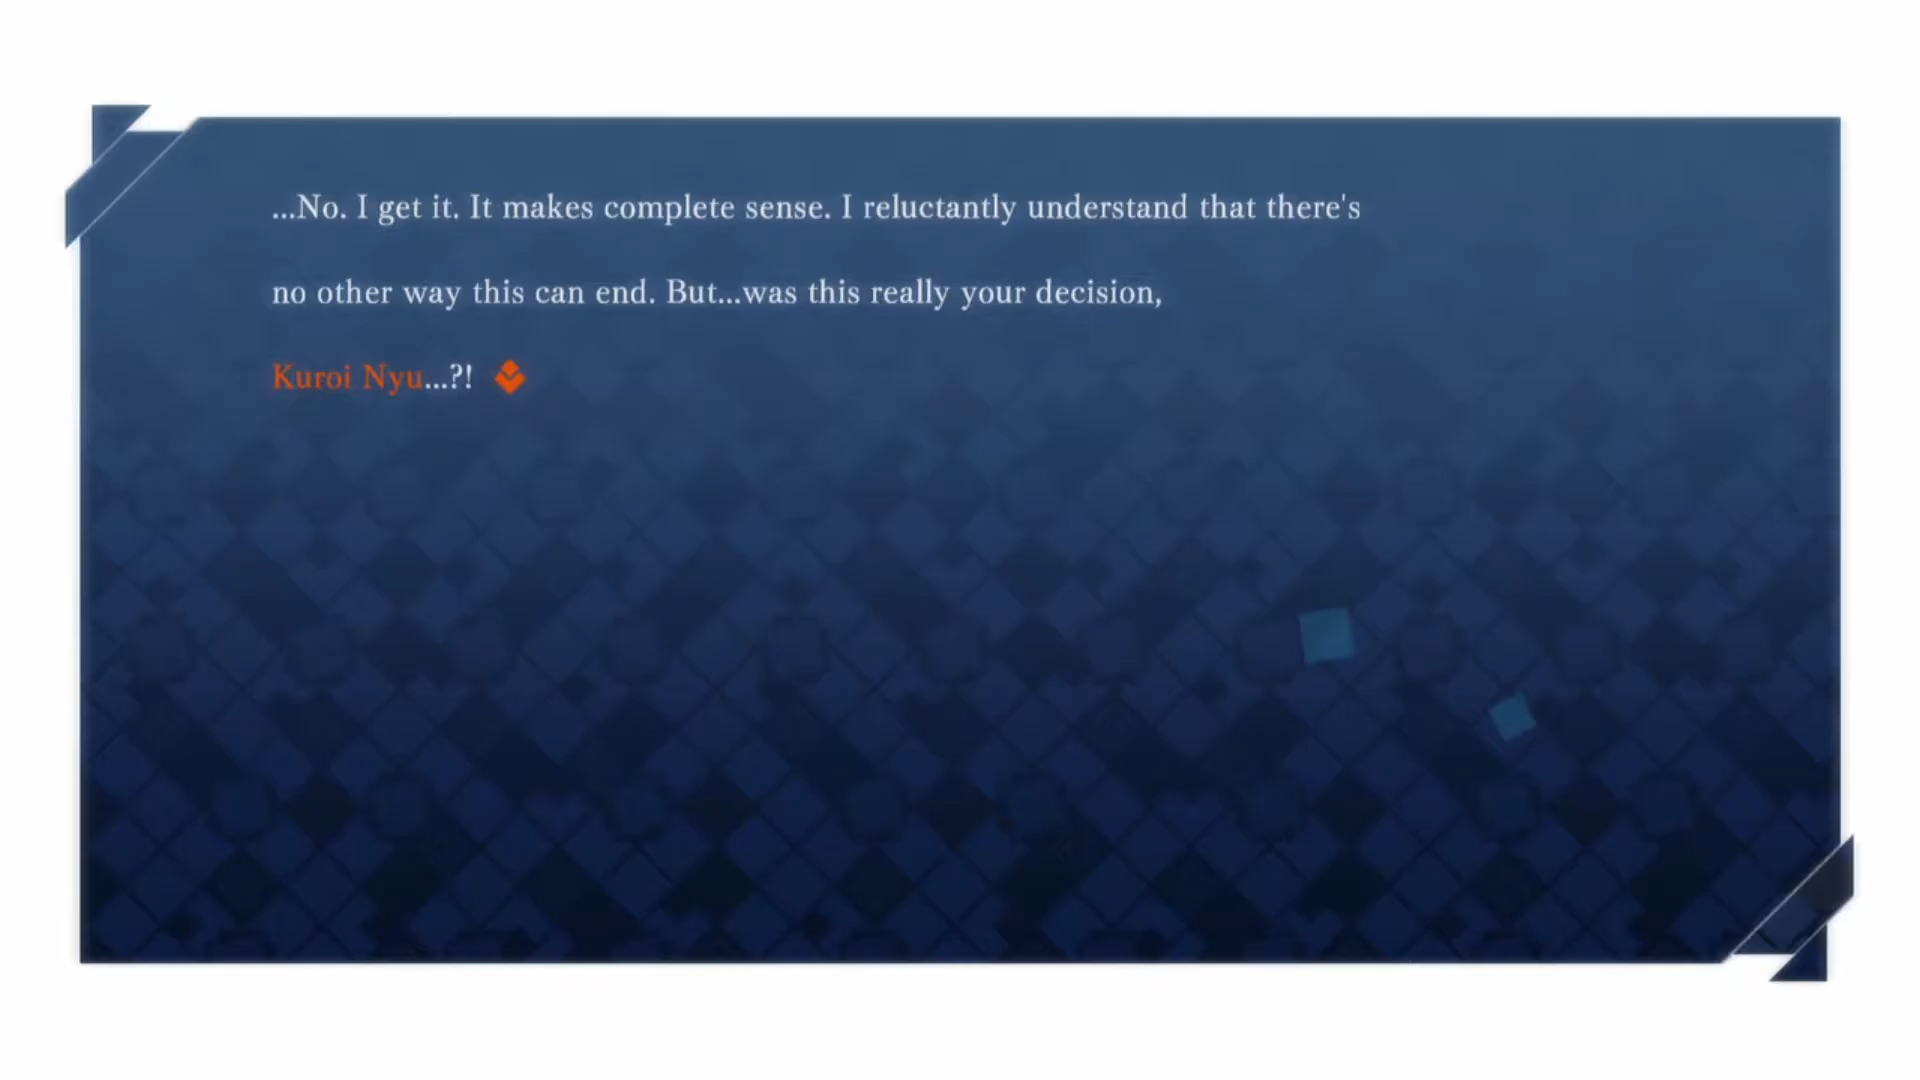 ...No. I get it. It makes complete sense. I reluctantly understand that there's
no other way this can end. But...was this really your decision,
Kuroi Nyu...?!